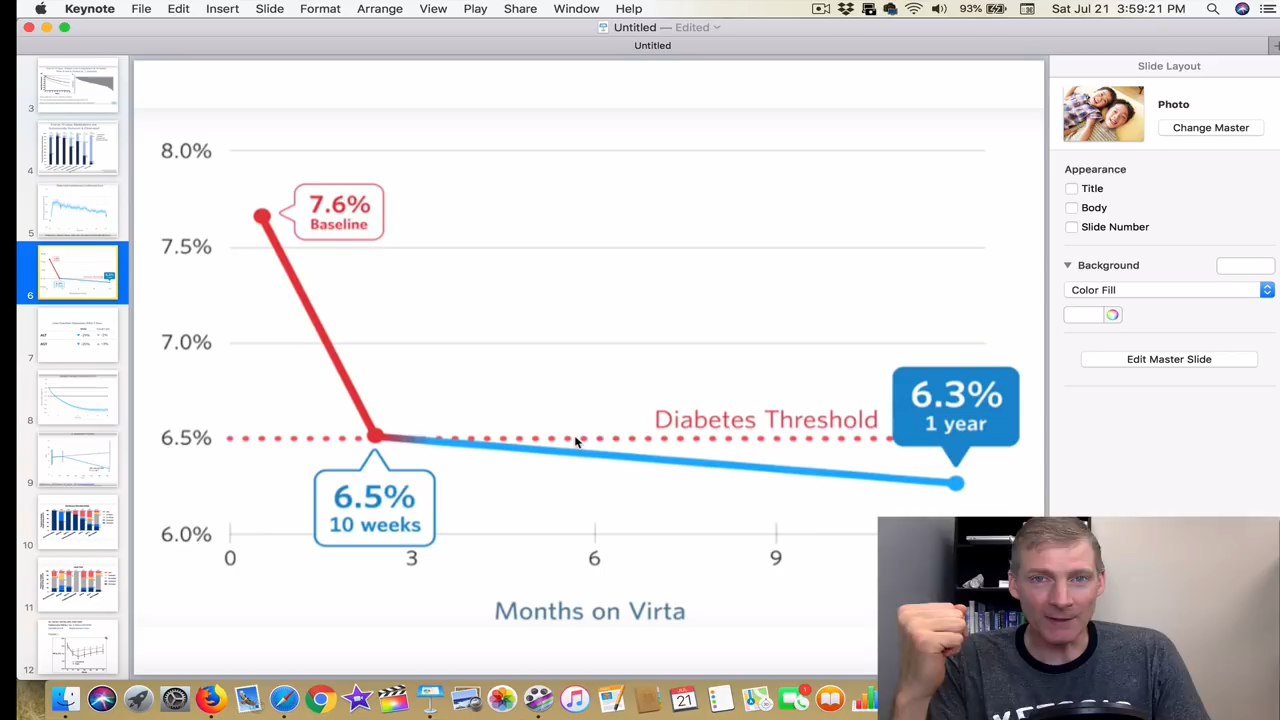 Keynote File Edit Insert Slide Format Arrange View Play Share Window Help 93% Sat Jul 21 3:59:21 PM
Untitled — Edited
Untitled
Slide Layout
Photo
Change Master
Appearance
Title
Body
Slide Number
Background
Color Fill
Edit Master Slide
3
4
5
6
7
8
9
10
11
12
8.0%
7.6%
Baseline
7.5%
7.0%
6.3%
1 year
Diabetes Threshold
6.5%
6.5%
10 weeks
6.0%
0 3 6 9
Months on Virta
JUL
21